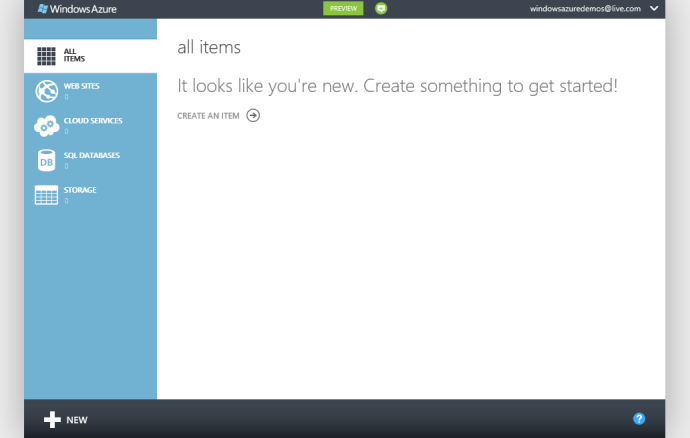 Windows Azure
PREVIEW
windowsazuredemos@live.com
ALL
ITEMS
WEB SITES
0
CLOUD SERVICES
0
DB
SQL DATABASES
0
STORAGE
0
all items
It looks like you're new. Create something to get started!
CREATE AN ITEM
NEW
?